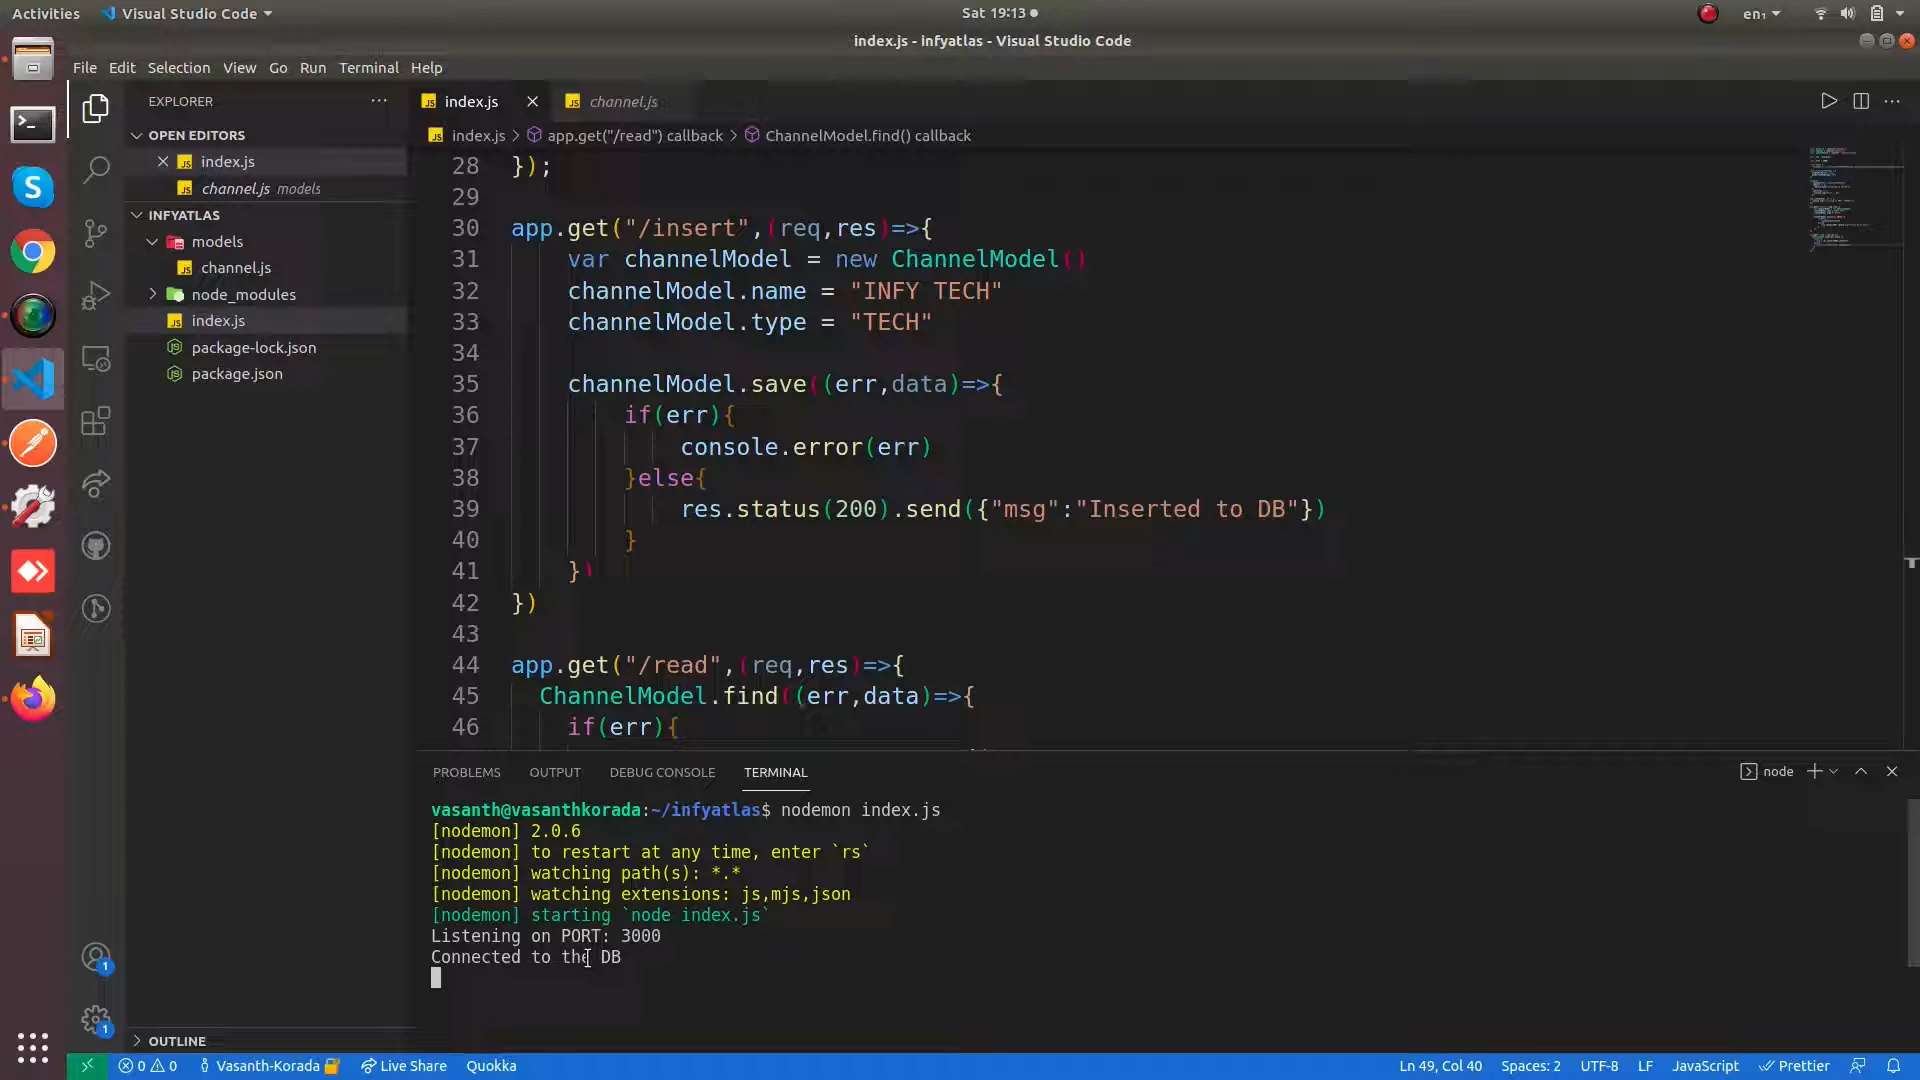 Activities Visual Studio Code Sat 19:13 en₁
index.js - infyatlas - Visual Studio Code
File Edit Selection View Go Run Terminal Help
EXPLORER
OPEN EDITORS
index.js
channel.js models
INFYATLAS
models
channel.js
node_modules
index.js
package-lock.json
package.json
OUTLINE
index.js channel.js
index.js > app.get("/read") callback > ChannelModel.find() callback
28 });
29
30 app.get("/insert",(req,res)=>{
31 var channelModel = new ChannelModel()
32 channelModel.name = "INFY TECH"
33 channelModel.type = "TECH"
34
35 channelModel.save((err,data)=>{
36 if(err){
37 console.error(err)
38 }else{
39 res.status(200).send({"msg":"Inserted to DB"})
40 }
41 })
42 })
43
44 app.get("/read",(req,res)=>{
45 ChannelModel.find((err,data)=>{
46 if(err){
PROBLEMS OUTPUT DEBUG CONSOLE TERMINAL node
vasanth@vasanthkorada:~/infyatlas$ nodemon index.js
[nodemon] 2.0.6
[nodemon] to restart at any time, enter `rs`
[nodemon] watching path(s): *.*
[nodemon] watching extensions: js,mjs,json
[nodemon] starting `node index.js`
Listening on PORT: 3000
Connected to the DB
1
1
0 0 Vasanth-Korada Live Share Quokka Ln 49, Col 40 Spaces: 2 UTF-8 LF JavaScript Prettier